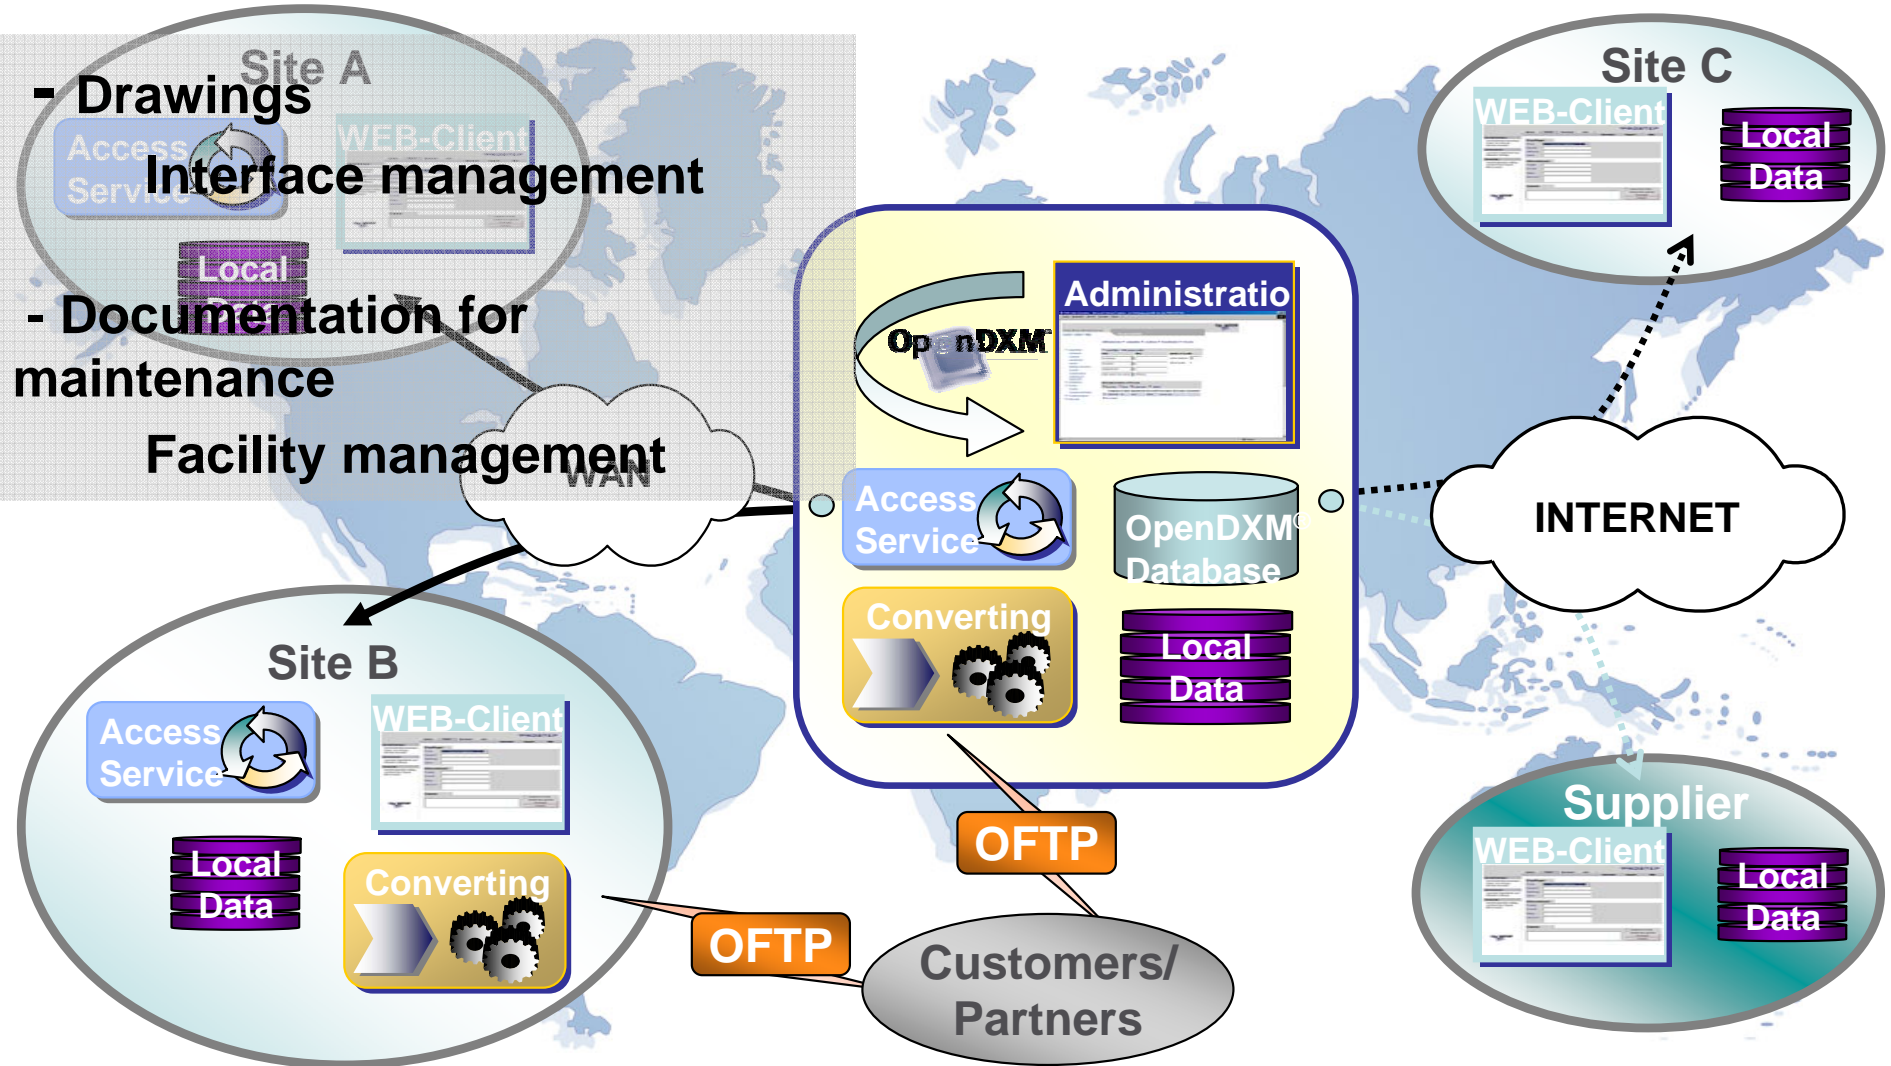 Site A
- Drawings
Access
Service
WEB-Client
Interface management
Local
- Documentation for
maintenance
Facility management
WAN
Site B
Access
Service
WEB-Client
Local
Data
Converting
OFTP
OFTP
Customers/
Partners
OpenDXM
Administratio
Access
Service
OpenDXM®
Database
Converting
Local
Data
Site C
WEB-Client
Local
Data
INTERNET
Supplier
WEB-Client
Local
Data